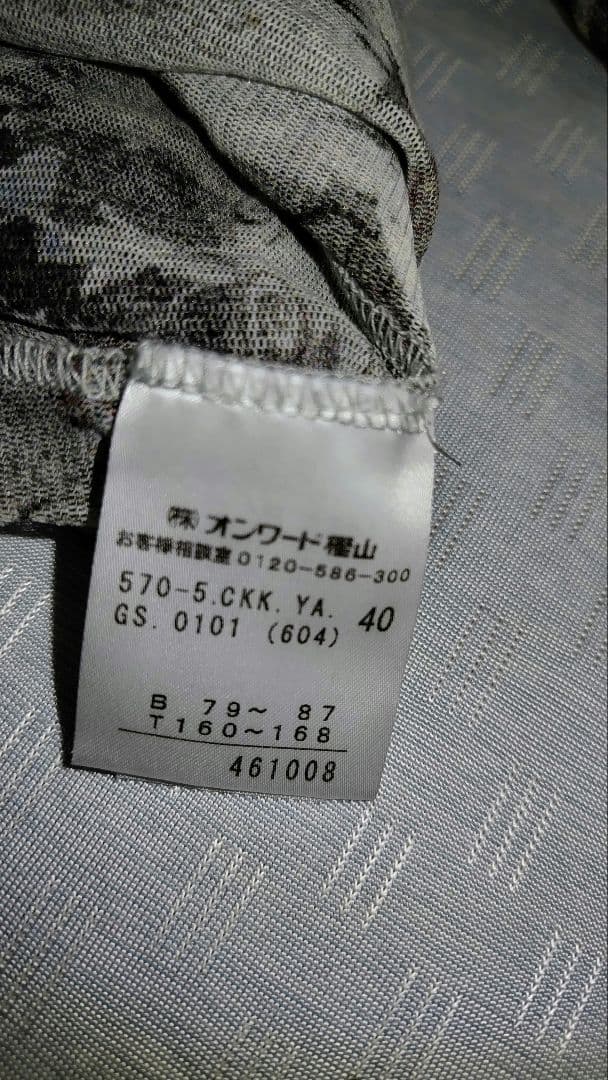 (株) オンワード樫山
お客様相談室 0120-586-300
570-5.CKK. YA. 40
GS. 0101 (604)
B 79～ 87
T 160～168
461008